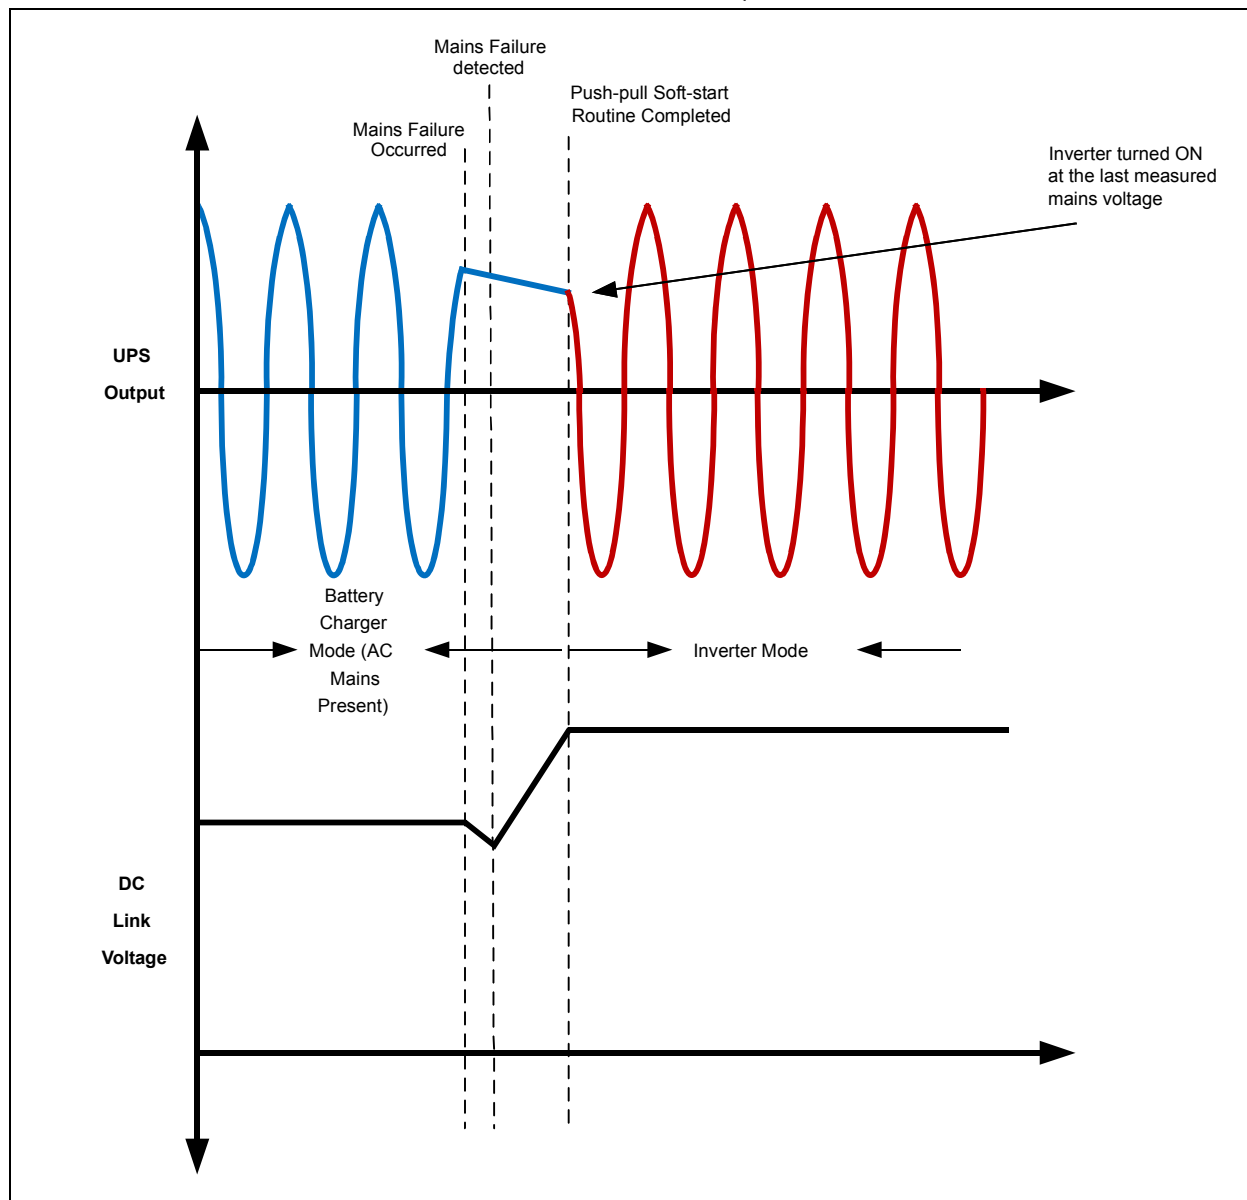 Mains Failure
detected
Push-pull Soft-start
Routine Completed
Mains Failure
Occurred
Inverter turned ON
at the last measured
mains voltage
UPS
Output
Battery
Charger
Mode (AC
Mains
Present)
Inverter Mode
DC
Link
Voltage